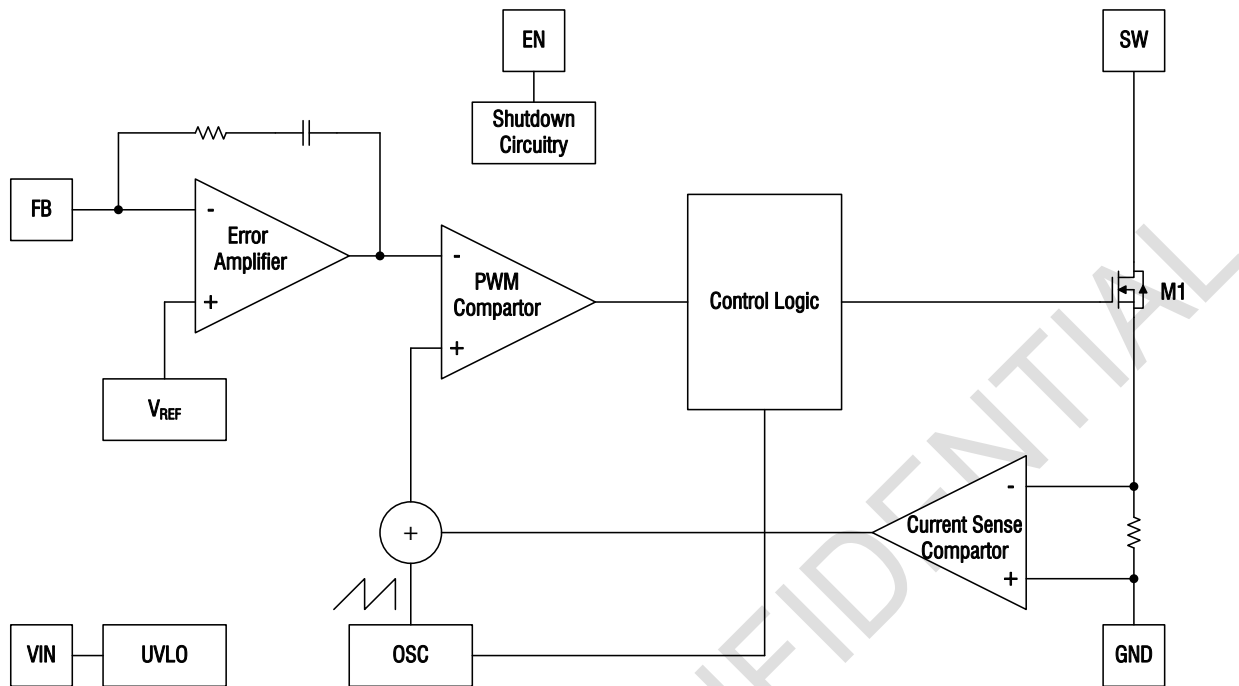 EN
SW
Shutdown
Circuitry
FB
-
Error
Amplifier
+
-
PWM
Compartor
+
Control Logic
M1
VREF
-
Current Sense
Compartor
+
+
VIN
UVLO
OSC
GND
NFIDENTIAL